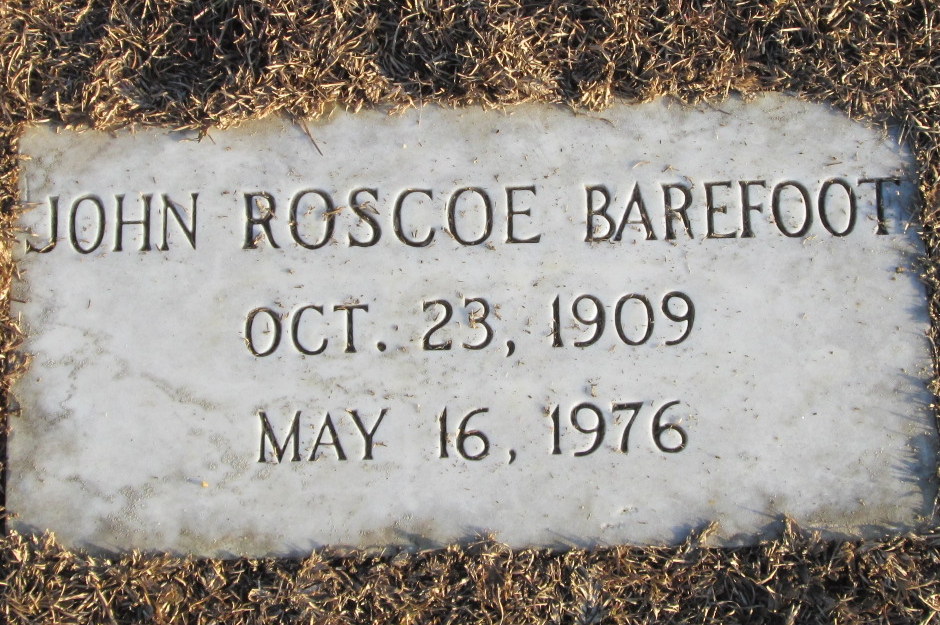 JOHN ROSCOE BAREFOOT
OCT. 23, 1909
MAY 16, 1976